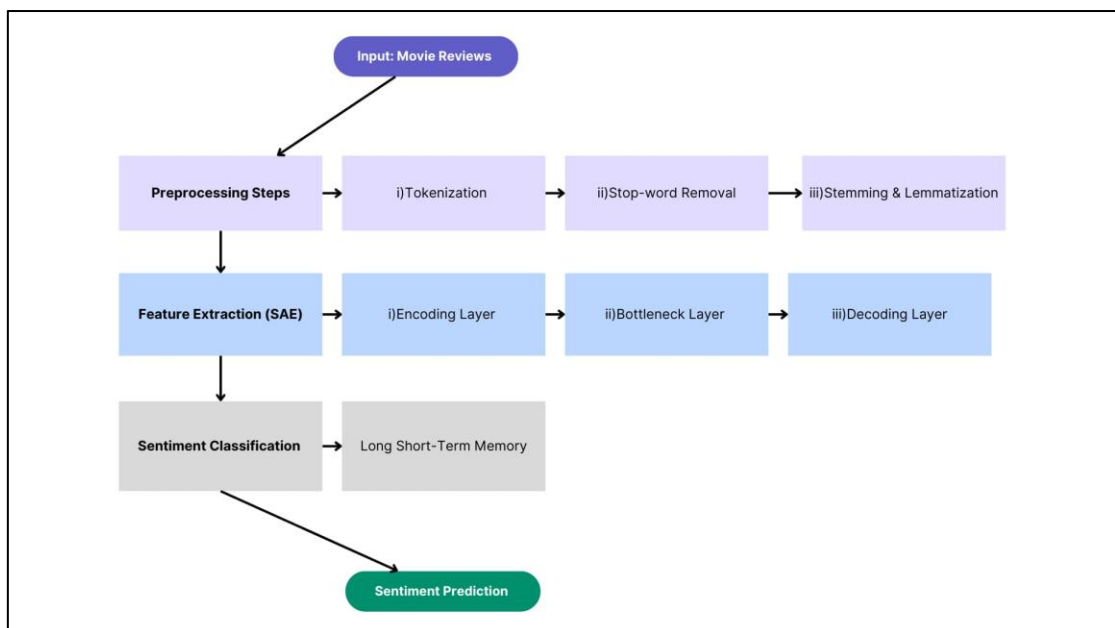 Input: Movie Reviews
Preprocessing Steps
i)Tokenization
ii)Stop-word Removal
iii)Stemming & Lemmatization
Feature Extraction (SAE)
i)Encoding Layer
ii)Bottleneck Layer
iii)Decoding Layer
Sentiment Classification
Long Short-Term Memory
Sentiment Prediction